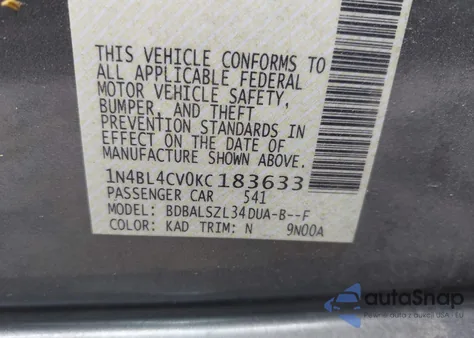 THIS VEHICLE CONFORMS TO
ALL APPLICABLE FEDERAL
MOTOR VEHICLE SAFETY,
BUMPER, AND THEFT
PREVENTION STANDARDS IN
EFFECT ON THE DATE OF
MANUFACTURE SHOWN ABOVE.
1N4BL4CV0KC183633
PASSENGER CAR 541
MODEL: BDBALSZL34DUA-B--F
COLOR: KAD TRIM: N 9N00A
autoSnap